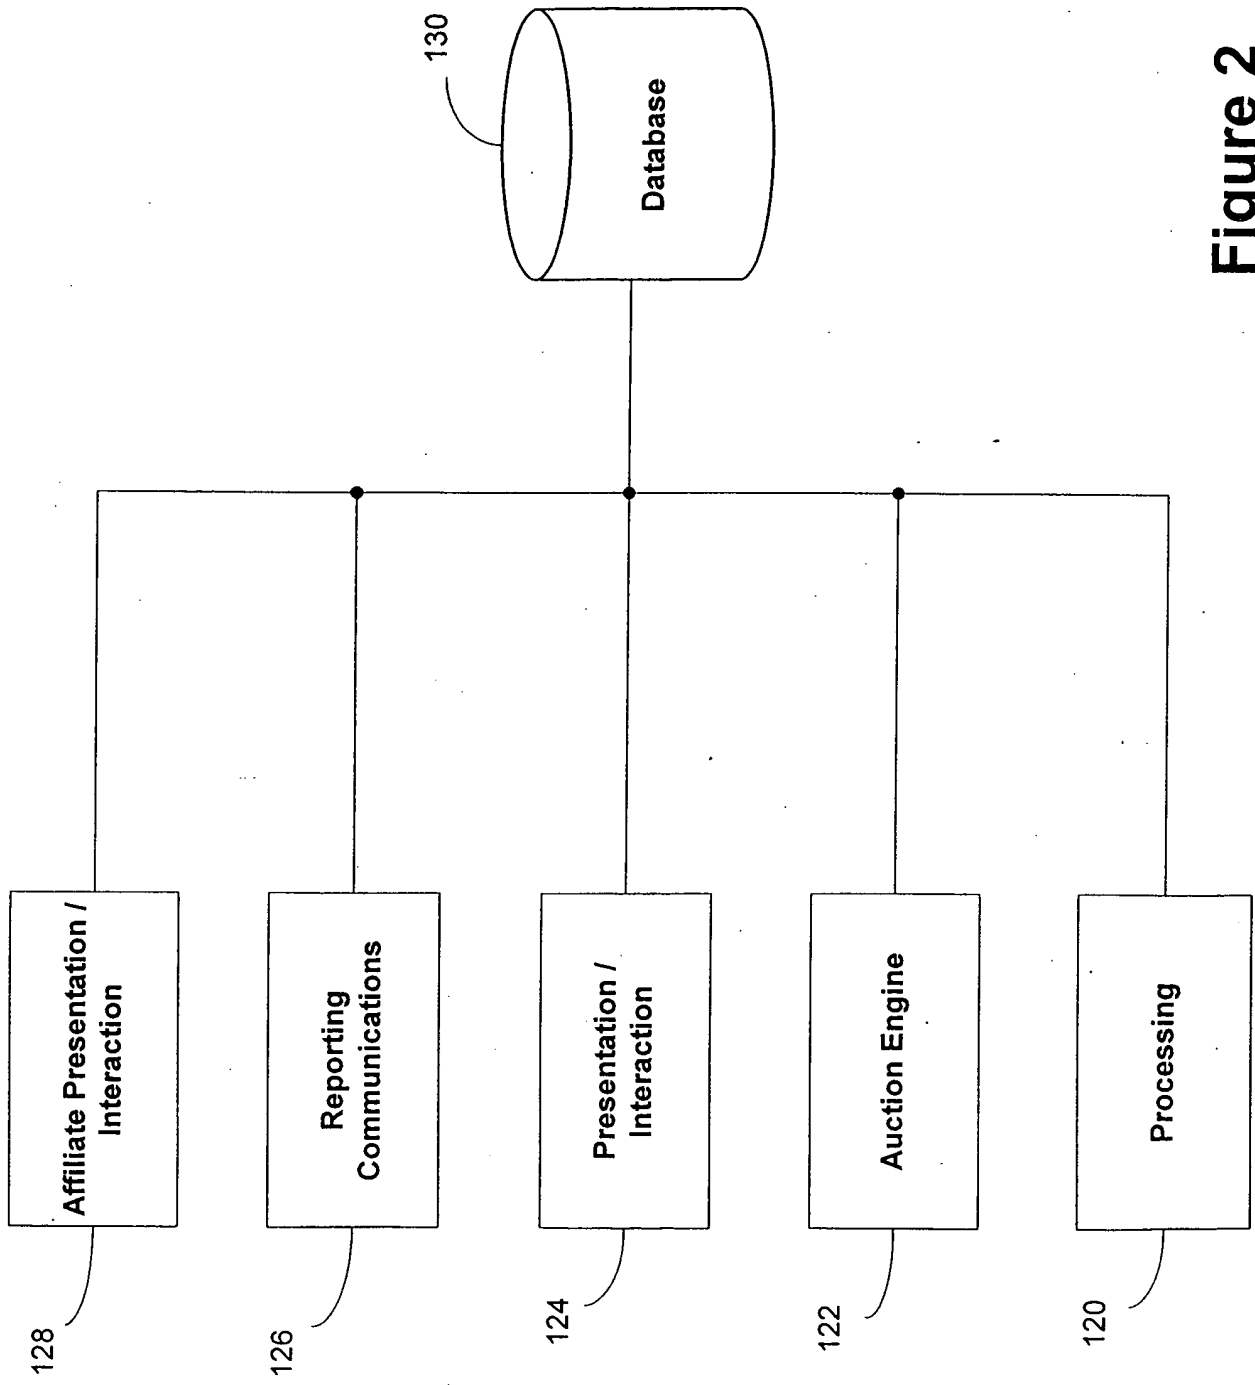 130
Database
Affiliate Presentation /
Interaction
128
Reporting
Communications
126
Presentation /
Interaction
124
Auction Engine
122
Processing
120
Figure 2